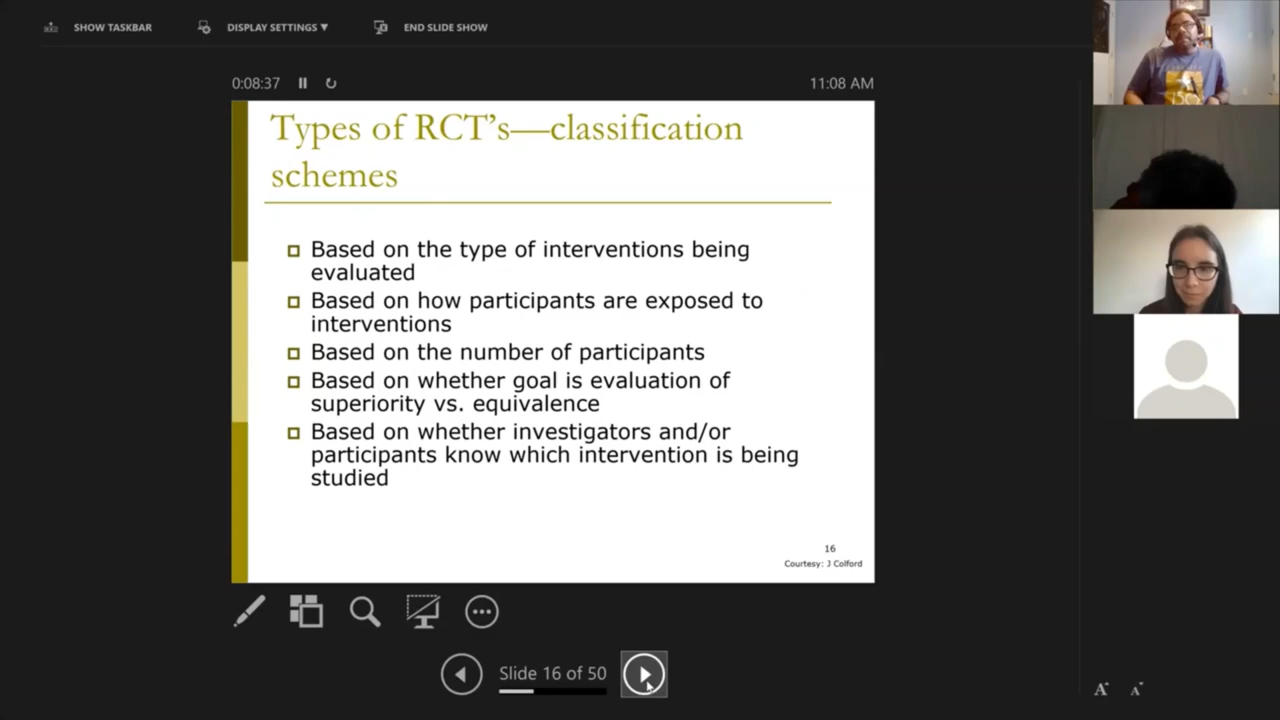 SHOW TASKBAR
DISPLAY SETTINGS ▼
END SLIDE SHOW
0:08:37
11:08 AM
Types of RCT's—classification
schemes
Based on the type of interventions being
evaluated
Based on how participants are exposed to
interventions
Based on the number of participants
Based on whether goal is evaluation of
superiority vs. equivalence
Based on whether investigators and/or
participants know which intervention is being
studied
16
Courtesy: J Colford
Slide 16 of 50
A A